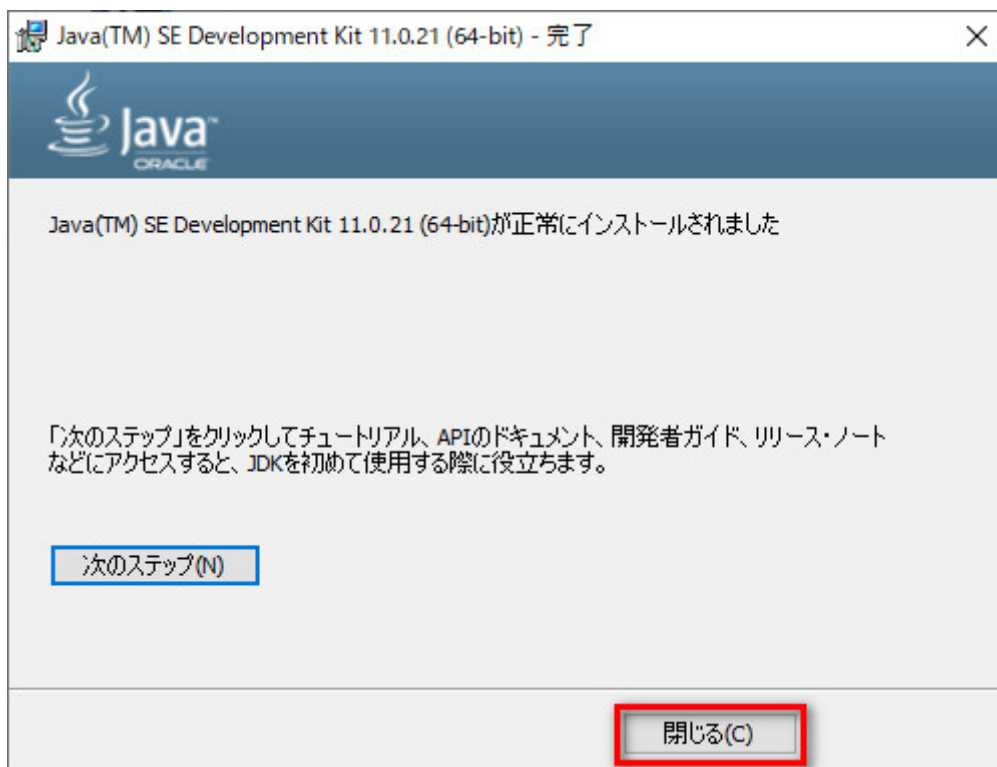 Java(TM) SE Development Kit 11.0.21 (64-bit) - 完了
Java™
ORACLE
Java(TM) SE Development Kit 11.0.21 (64-bit)が正常にインストールされました
「次のステップ」をクリックしてチュートリアル、APIのドキュメント、開発者ガイド、リリース・ノート
などにアクセスすると、JDKを初めて使用する際に役立ちます。
次のステップ(N)
閉じる(C)